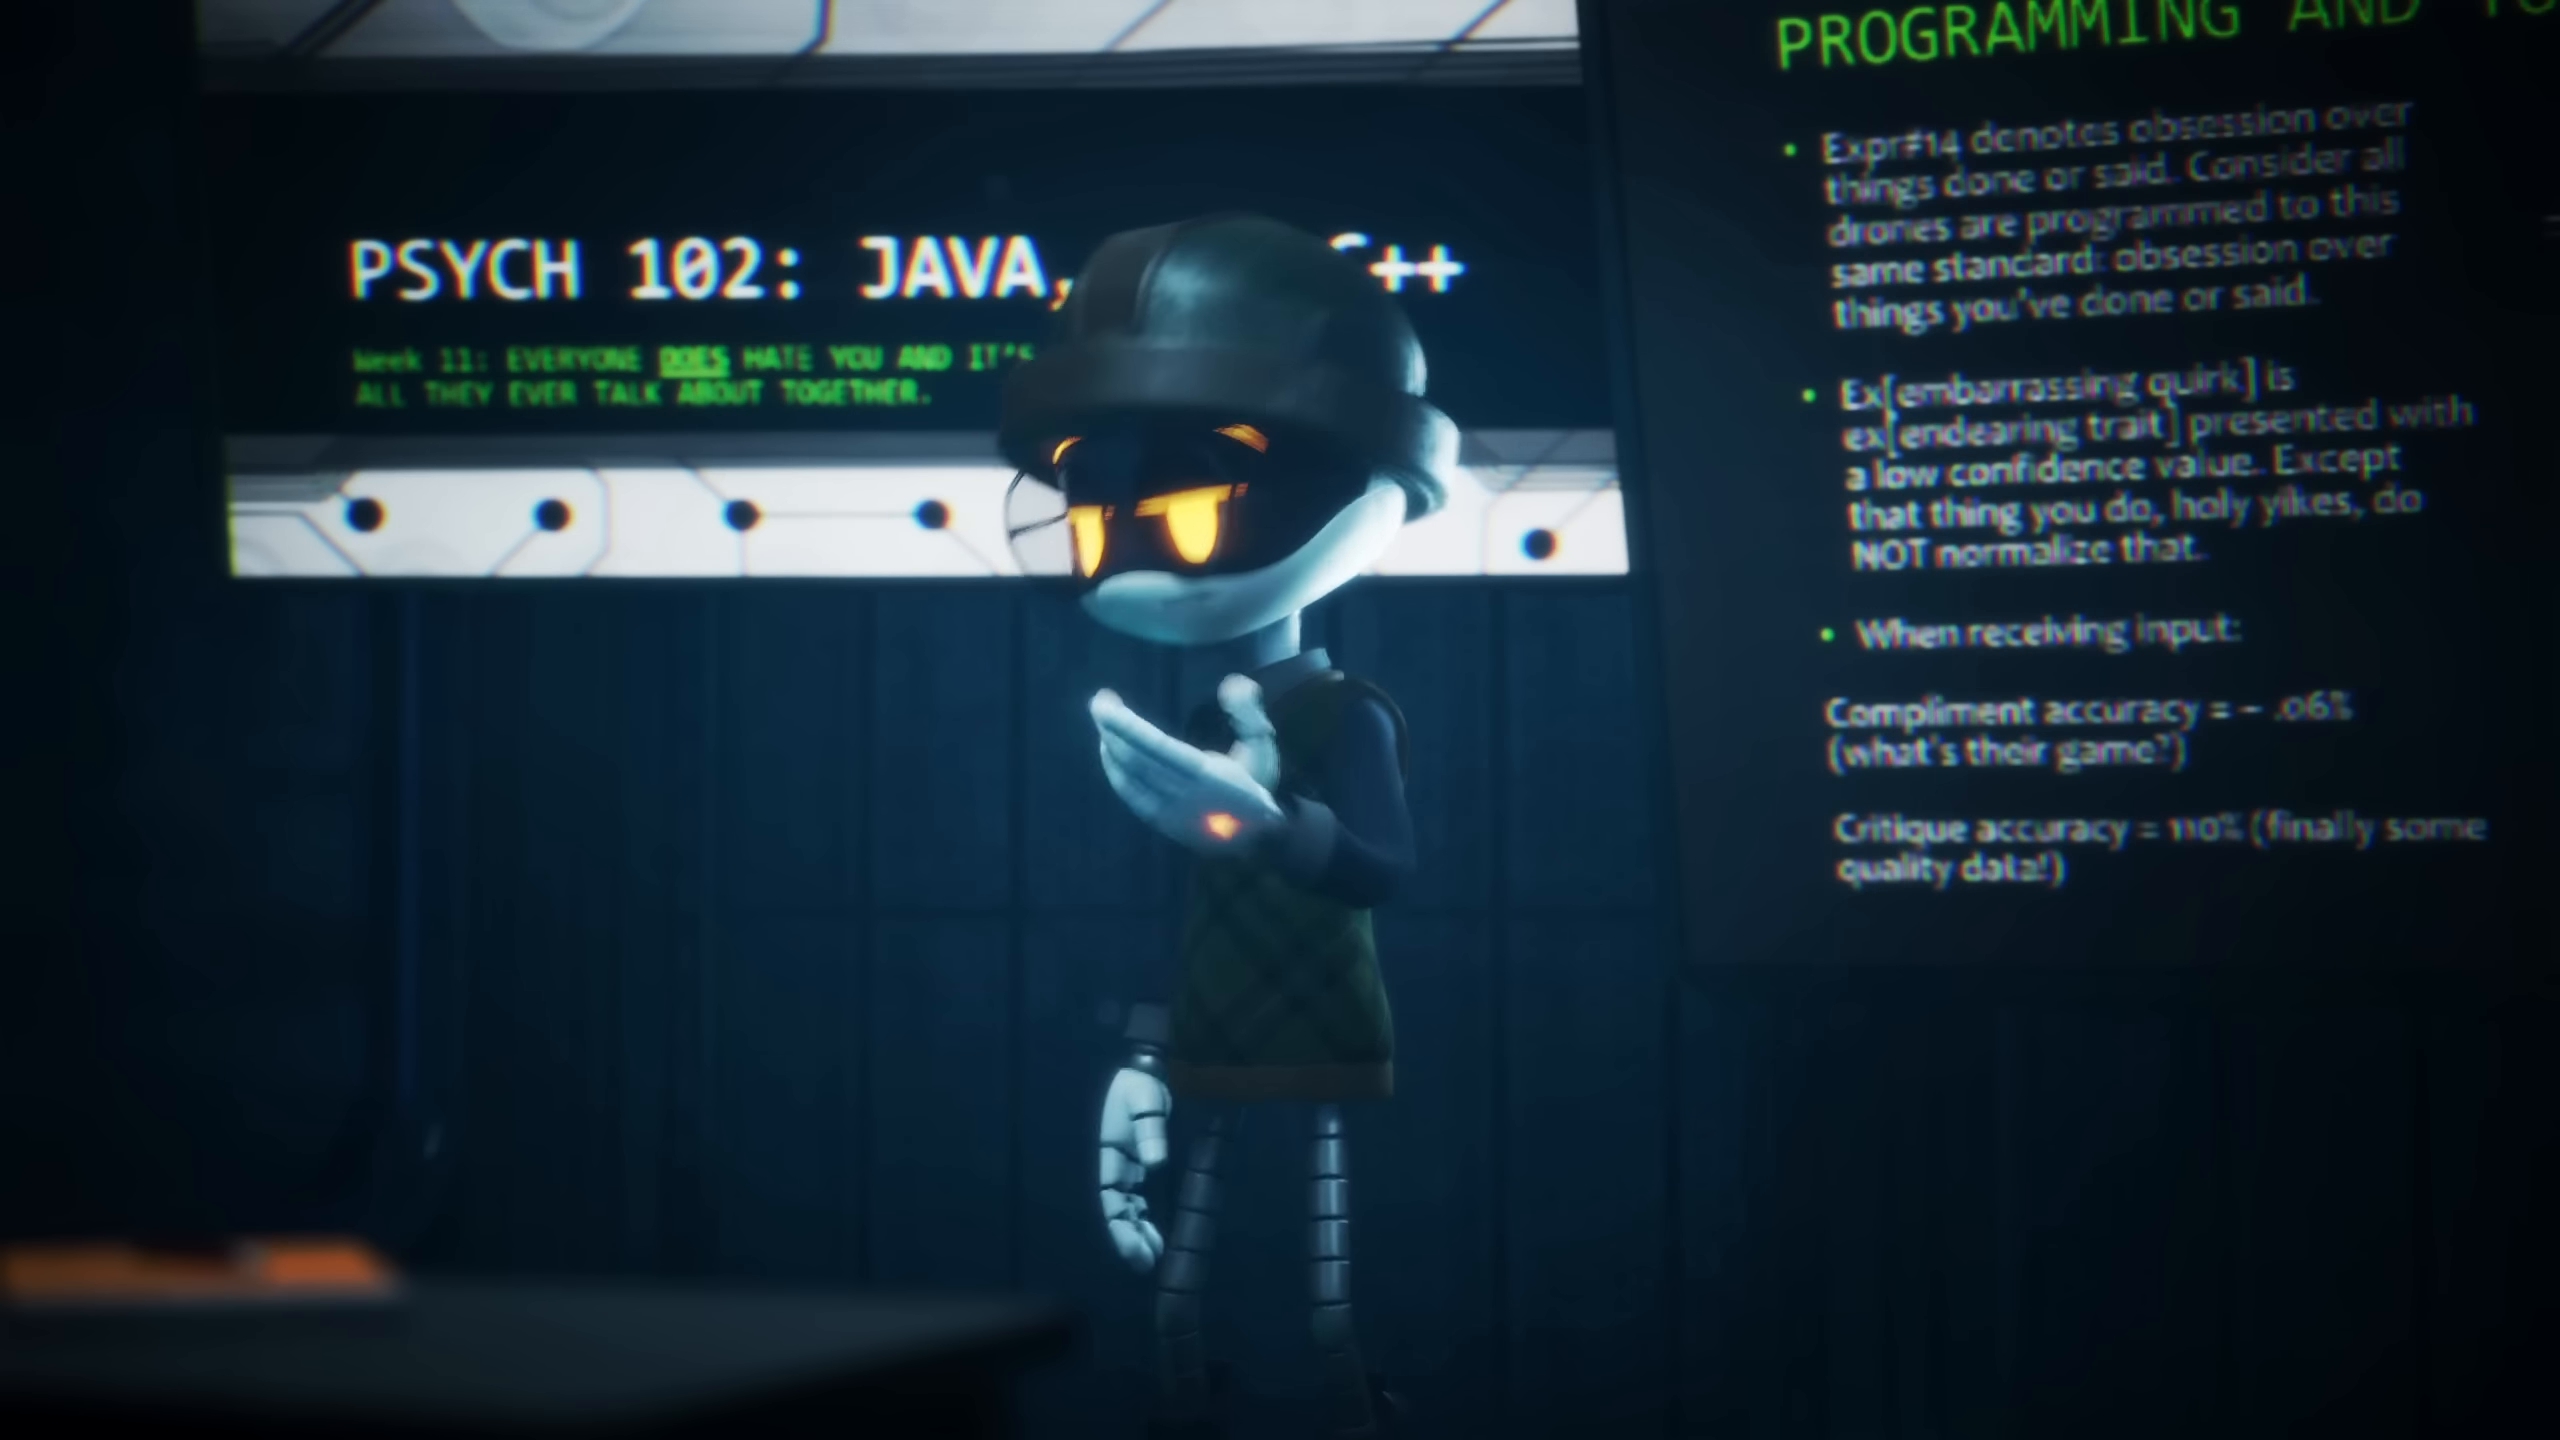 PSYCH 102: JAVA, C++
Week 11: EVERYONE DOES HATE YOU AND IT'S
ALL THEY EVER TALK ABOUT TOGETHER.
PROGRAMMING AND
• Expr#14 denotes obsession over
things done or said. Consider all
drones are programmed to this
same standard: obsession over
things you've done or said.
• Ex[embarrassing quirk] is
ex[endearing trait] presented with
a low confidence value. Except
that thing you do, holy yikes, do
NOT normalize that.
• When receiving input:
Compliment accuracy = - .06%
(what's their game?)
Critique accuracy = 110% (finally some
quality data!)